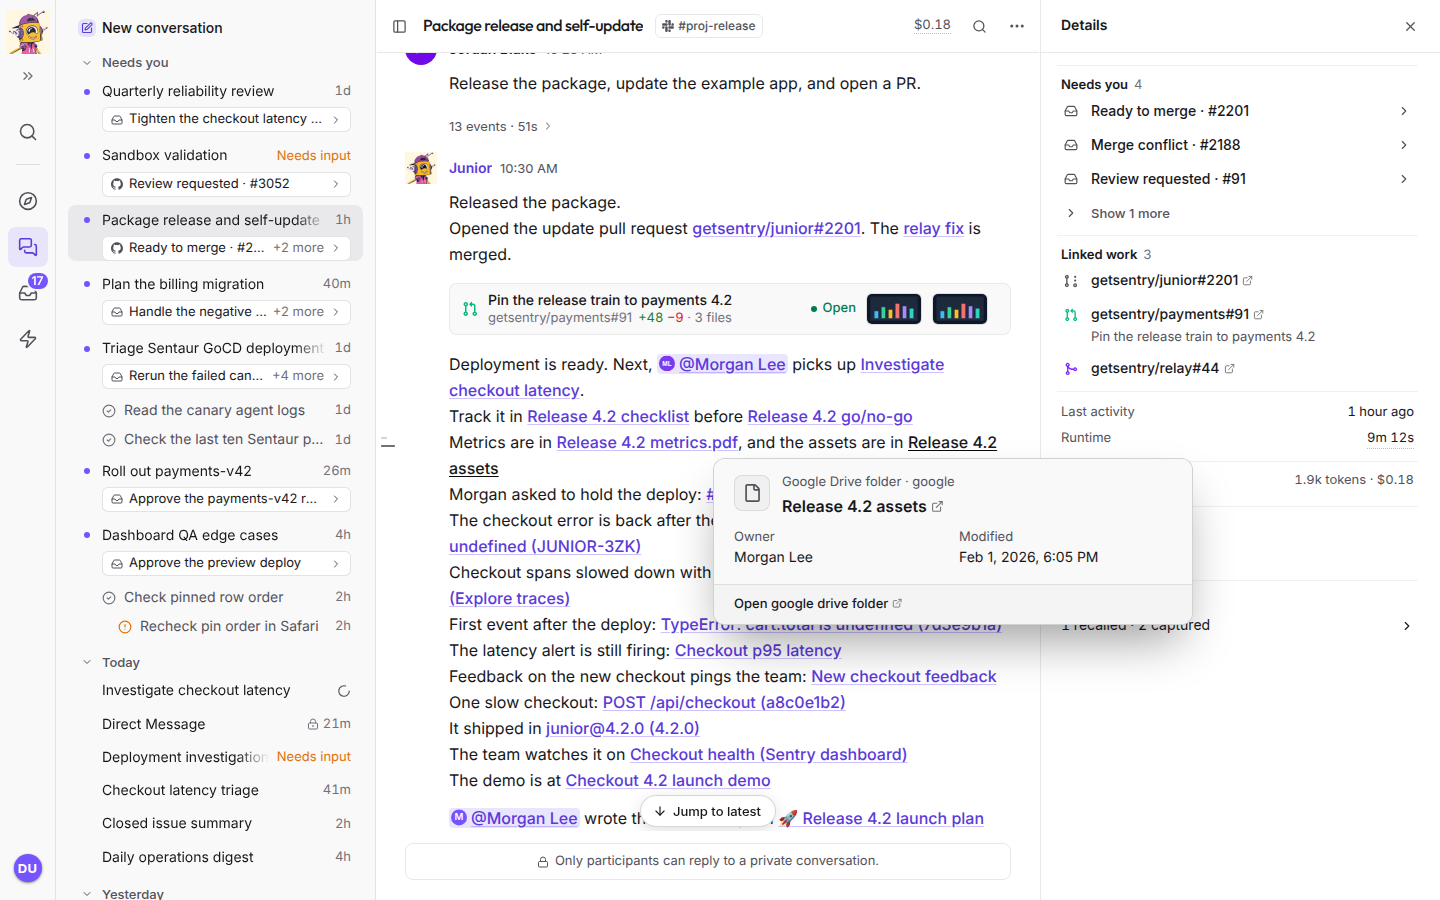 New conversation
Needs you
Quarterly reliability review 1d
Tighten the checkout latency ...
Sandbox validation Needs input
Review requested · #3052
Package release and self-update 1h
Ready to merge · #2... +2 more
Plan the billing migration 40m
Handle the negative ... +2 more
Triage Sentaur GoCD deployment 1d
Rerun the failed can... +4 more
Read the canary agent logs 1d
Check the last ten Sentaur p... 1d
Roll out payments-v42 26m
Approve the payments-v42 r...
Dashboard QA edge cases 4h
Approve the preview deploy
Check pinned row order 2h
Recheck pin order in Safari 2h
Today
Investigate checkout latency
Direct Message 21m
Deployment investigation Needs input
Checkout latency triage 41m
Closed issue summary 2h
Daily operations digest 4h
Yesterday
17
DU
Package release and self-update #proj-release $0.18
Release the package, update the example app, and open a PR.
13 events · 51s
Junior 10:30 AM
Released the package.
Opened the update pull request getsentry/junior#2201. The relay fix is
merged.
Pin the release train to payments 4.2
getsentry/payments#91 +48 −9 · 3 files
Open
Deployment is ready. Next, ML @Morgan Lee picks up Investigate
checkout latency.
Track it in Release 4.2 checklist before Release 4.2 go/no-go
Metrics are in Release 4.2 metrics.pdf, and the assets are in Release 4.2
assets
Morgan asked to hold the deploy: #
The checkout error is back after the
undefined (JUNIOR-3ZK)
Checkout spans slowed down with
(Explore traces)
First event after the deploy: TypeError: cart.total is undefined (7d3e9b1a)
The latency alert is still firing: Checkout p95 latency
Feedback on the new checkout pings the team: New checkout feedback
One slow checkout: POST /api/checkout (a8c0e1b2)
It shipped in junior@4.2.0 (4.2.0)
The team watches it on Checkout health (Sentry dashboard)
The demo is at Checkout 4.2 launch demo
M @Morgan Lee wrote 🚀 Release 4.2 launch plan
Jump to latest
Only participants can reply to a private conversation.
Google Drive folder · google
Release 4.2 assets
Owner Modified
Morgan Lee Feb 1, 2026, 6:05 PM
Open google drive folder
Details
Needs you 4
Ready to merge · #2201
Merge conflict · #2188
Review requested · #91
Show 1 more
Linked work 3
getsentry/junior#2201
getsentry/payments#91
Pin the release train to payments 4.2
getsentry/relay#44
Last activity 1 hour ago
Runtime 9m 12s
1.9k tokens · $0.18
1 recalled · 2 captured